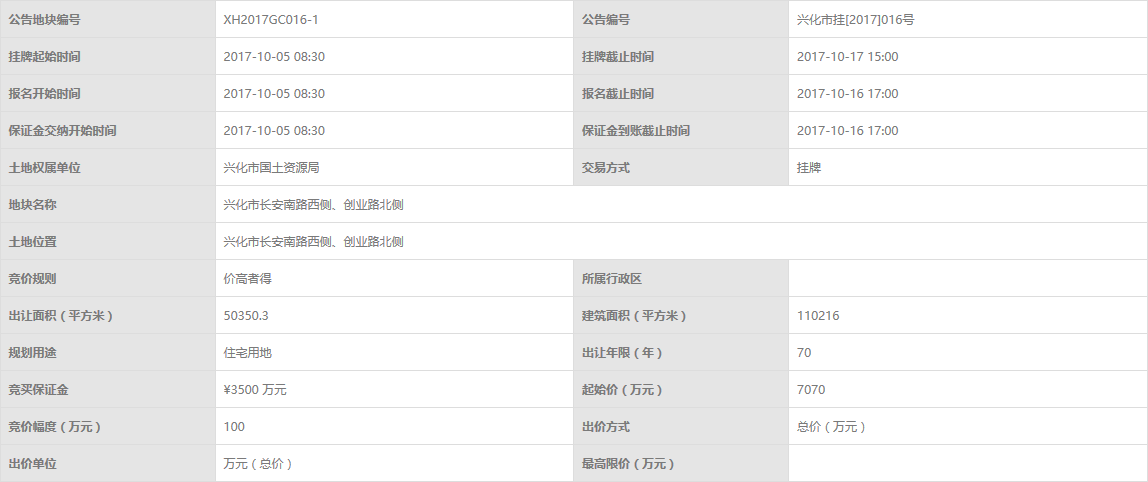 公告地块编号 XH2017GC016-1 公告编号 兴化市挂[2017]016号
挂牌起始时间 2017-10-05 08:30 挂牌截止时间 2017-10-17 15:00
报名开始时间 2017-10-05 08:30 报名截止时间 2017-10-16 17:00
保证金交纳开始时间 2017-10-05 08:30 保证金到账截止时间 2017-10-16 17:00
土地权属单位 兴化市国土资源局 交易方式 挂牌
地块名称 兴化市长安南路西侧、创业路北侧
土地位置 兴化市长安南路西侧、创业路北侧
竞价规则 价高者得 所属行政区
出让面积（平方米） 50350.3 建筑面积（平方米） 110216
规划用途 住宅用地 出让年限（年） 70
竞买保证金 ¥3500 万元 起始价（万元） 7070
竞价幅度（万元） 100 出价方式 总价（万元）
出价单位 万元（总价） 最高限价（万元）